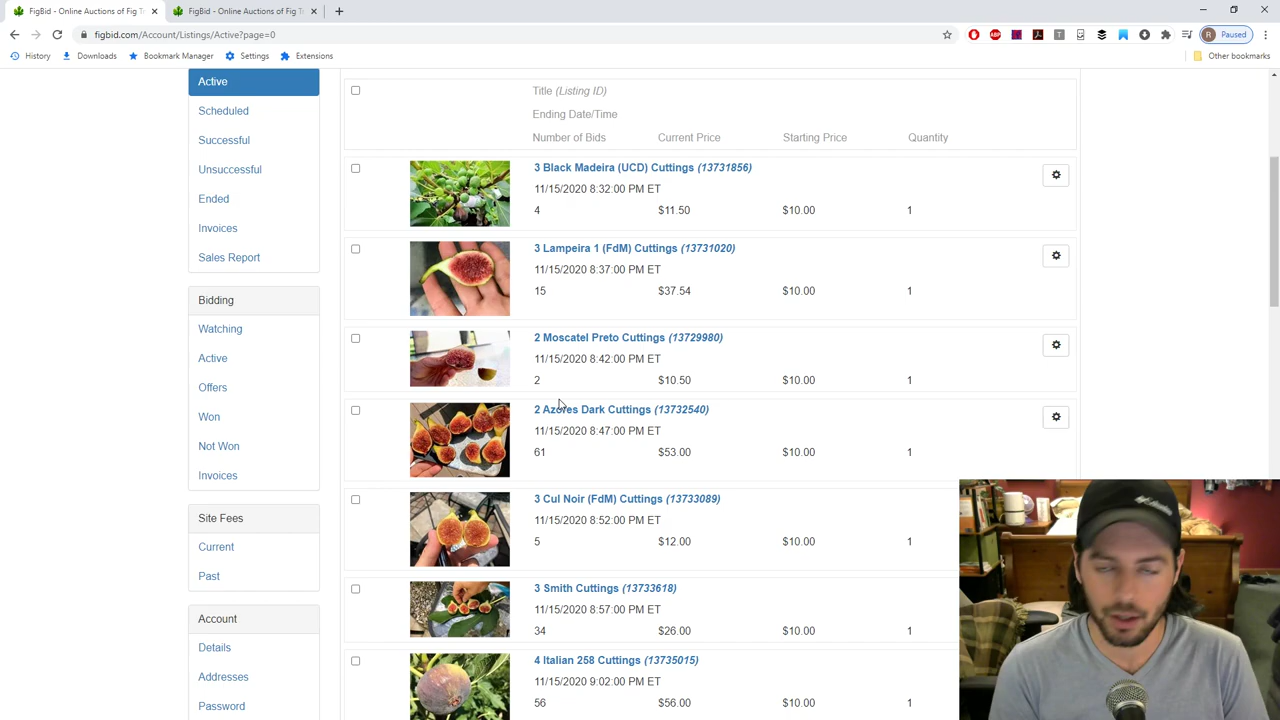 FigBid - Online Auctions of Fig T
FigBid - Online Auctions of Fig T
figbid.com/Account/Listings/Active?page=0
ABP
T
R Paused
History Downloads Bookmark Manager Settings Extensions Other bookmarks
Active
Scheduled
Successful
Unsuccessful
Ended
Invoices
Sales Report
Bidding
Watching
Active
Offers
Won
Not Won
Invoices
Site Fees
Current
Past
Account
Details
Addresses
Password
Title (Listing ID)
Ending Date/Time
Number of Bids Current Price Starting Price Quantity
3 Black Madeira (UCD) Cuttings (13731856)
11/15/2020 8:32:00 PM ET
4 $11.50 $10.00 1
3 Lampeira 1 (FdM) Cuttings (13731020)
11/15/2020 8:37:00 PM ET
15 $37.54 $10.00 1
2 Moscatel Preto Cuttings (13729980)
11/15/2020 8:42:00 PM ET
2 $10.50 $10.00 1
2 Azores Dark Cuttings (13732540)
11/15/2020 8:47:00 PM ET
61 $53.00 $10.00 1
3 Cul Noir (FdM) Cuttings (13733089)
11/15/2020 8:52:00 PM ET
5 $12.00 $10.00 1
3 Smith Cuttings (13733618)
11/15/2020 8:57:00 PM ET
34 $26.00 $10.00 1
4 Italian 258 Cuttings (13735015)
11/15/2020 9:02:00 PM ET
56 $56.00 $10.00 1